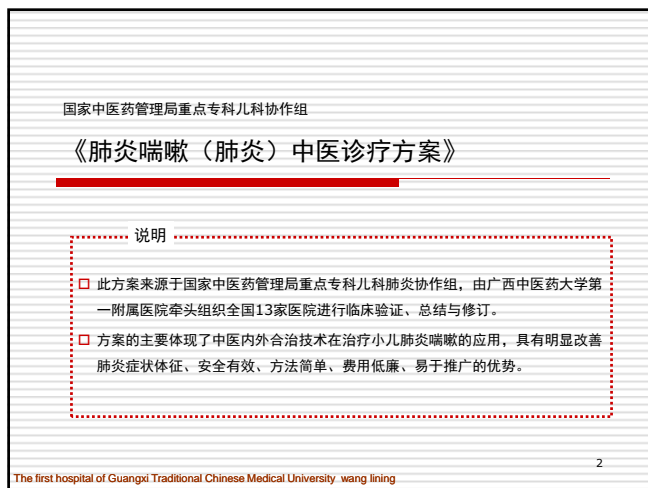 国家中医药管理局重点专科儿科协作组
《肺炎喘嗽（肺炎）中医诊疗方案》
说明
此方案来源于国家中医药管理局重点专科儿科肺炎协作组，由广西中医药大学第
一附属医院牵头组织全国13家医院进行临床验证、总结与修订。
方案的主要体现了中医内外合治技术在治疗小儿肺炎喘嗽的应用，具有明显改善
肺炎症状体征、安全有效、方法简单、费用低廉、易于推广的优势。
2
The first hospital of Guangxi Traditional Chinese Medical University wang lining